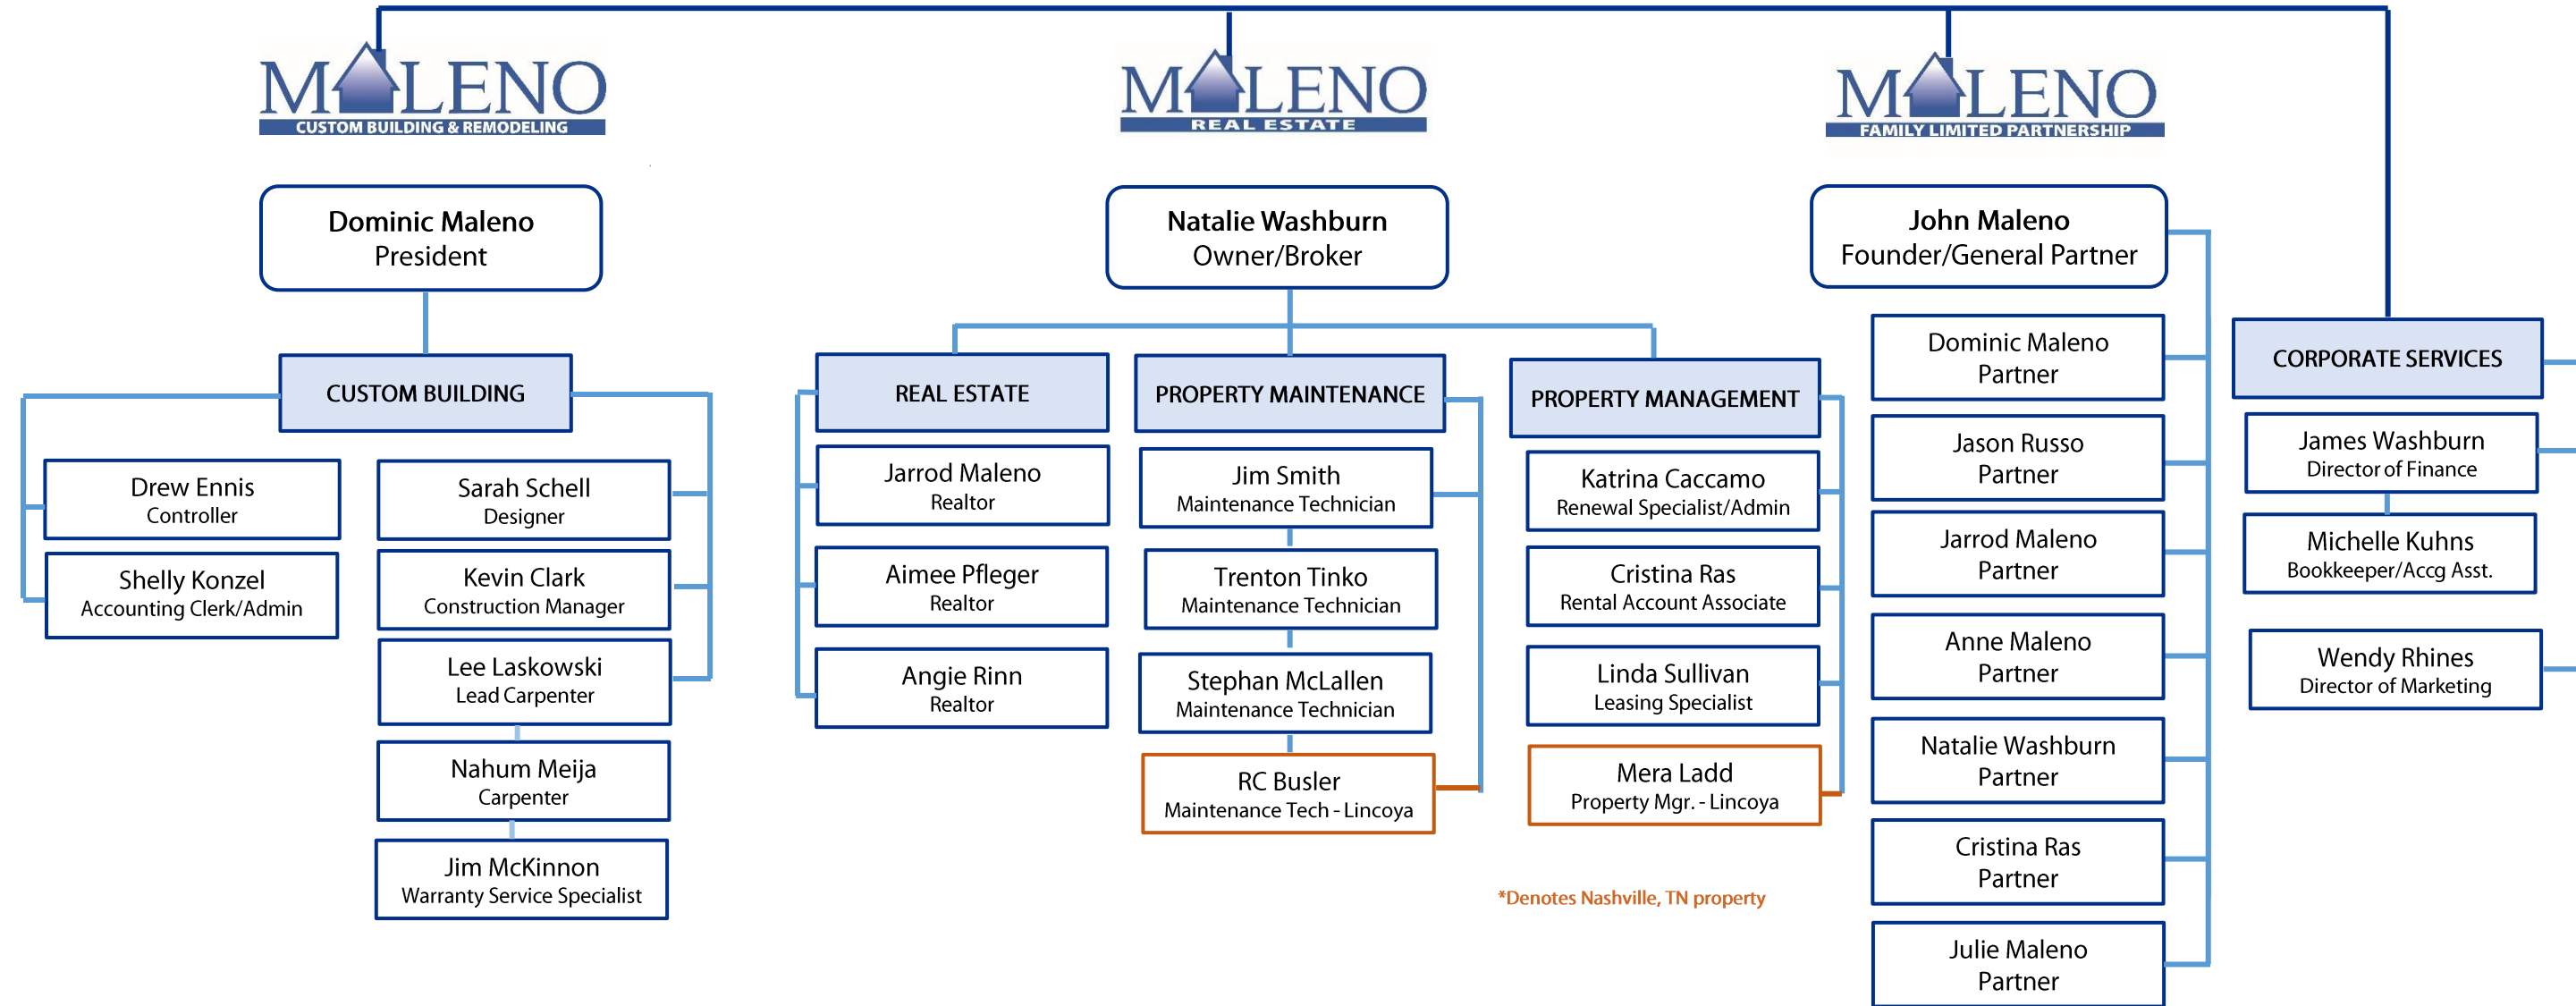 MALENO
CUSTOM BUILDING & REMODELING
Dominic Maleno
President
CUSTOM BUILDING
Drew Ennis
Controller
Shelly Konzel
Accounting Clerk/Admin
Sarah Schell
Designer
Kevin Clark
Construction Manager
Lee Laskowski
Lead Carpenter
Nahum Meija
Carpenter
Jim McKinnon
Warranty Service Specialist
MALENO
REAL ESTATE
Natalie Washburn
Owner/Broker
REAL ESTATE
Jarrod Maleno
Realtor
Aimee Pfleger
Realtor
Angie Rinn
Realtor
PROPERTY MAINTENANCE
Jim Smith
Maintenance Technician
Trenton Tinko
Maintenance Technician
Stephan McLallen
Maintenance Technician
RC Busler
Maintenance Tech - Lincoya
PROPERTY MANAGEMENT
Katrina Caccamo
Renewal Specialist/Admin
Cristina Ras
Rental Account Associate
Linda Sullivan
Leasing Specialist
Mera Ladd
Property Mgr. - Lincoya
*Denotes Nashville, TN property
MALENO
FAMILY LIMITED PARTNERSHIP
John Maleno
Founder/General Partner
Dominic Maleno
Partner
Jason Russo
Partner
Jarrod Maleno
Partner
Anne Maleno
Partner
Natalie Washburn
Partner
Cristina Ras
Partner
Julie Maleno
Partner
CORPORATE SERVICES
James Washburn
Director of Finance
Michelle Kuhns
Bookkeeper/Accg Asst.
Wendy Rhines
Director of Marketing